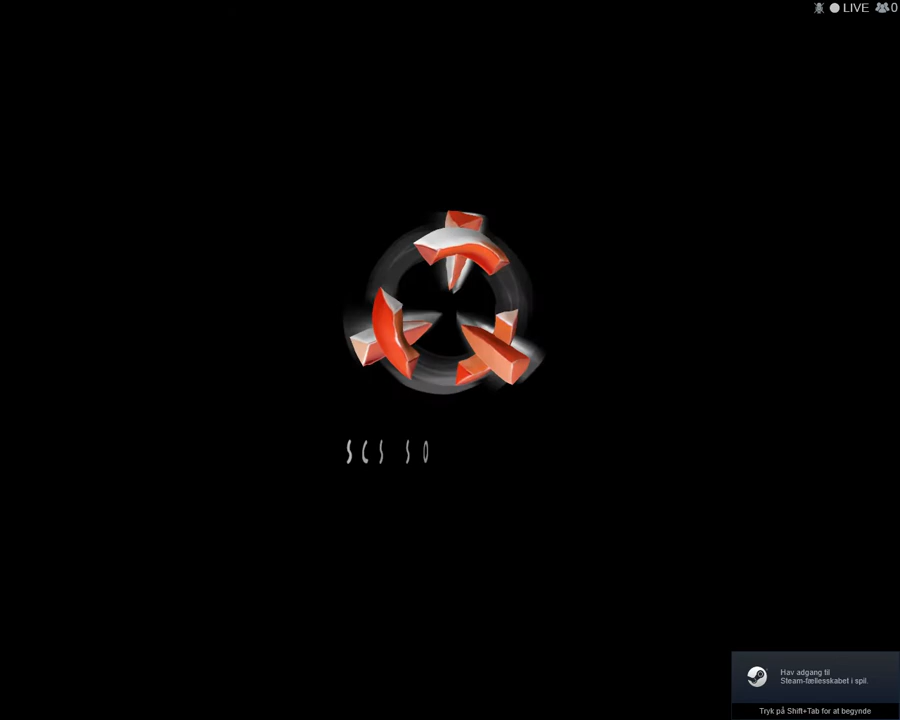 LIVE 0
SCS SO
Hav adgang til
Steam-fællesskabet i spil.
Tryk på Shift+Tab for at begynde